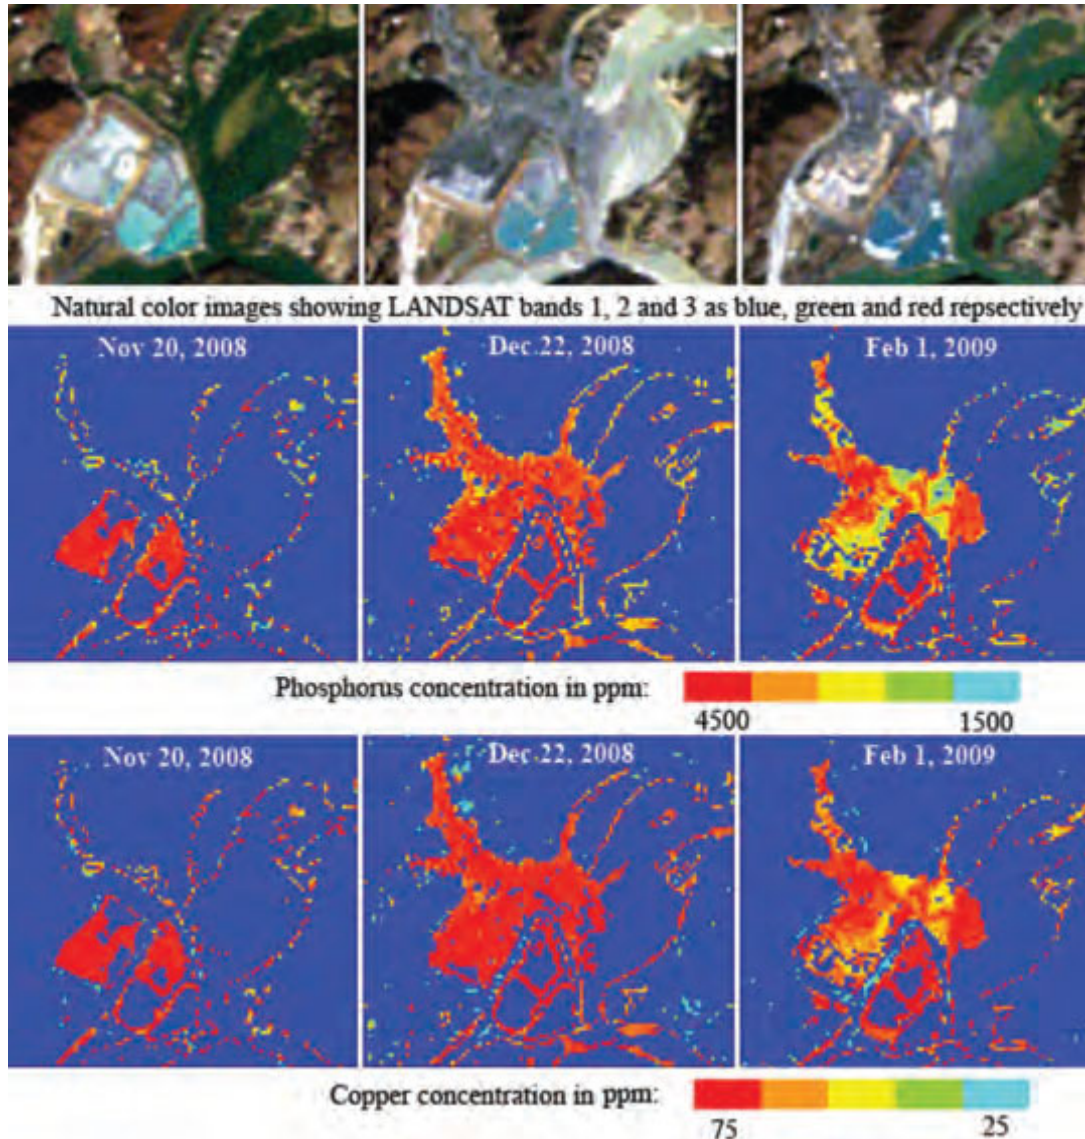 Natural color images showing LANDSAT bands 1, 2 and 3 as blue, green and red repsectively
Nov 20, 2008 Dec 22, 2008 Feb 1, 2009
Phosphorus concentration in ppm:
4500 1500
Nov 20, 2008 Dec 22, 2008 Feb 1, 2009
Copper concentration in ppm:
75 25